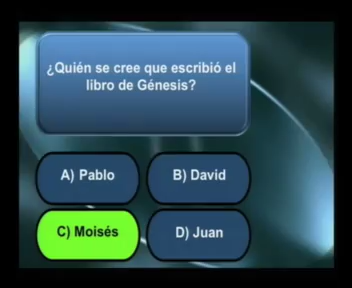 ¿Quién se cree que escribió el
libro de Génesis?
A) Pablo
B) David
C) Moisés
D) Juan